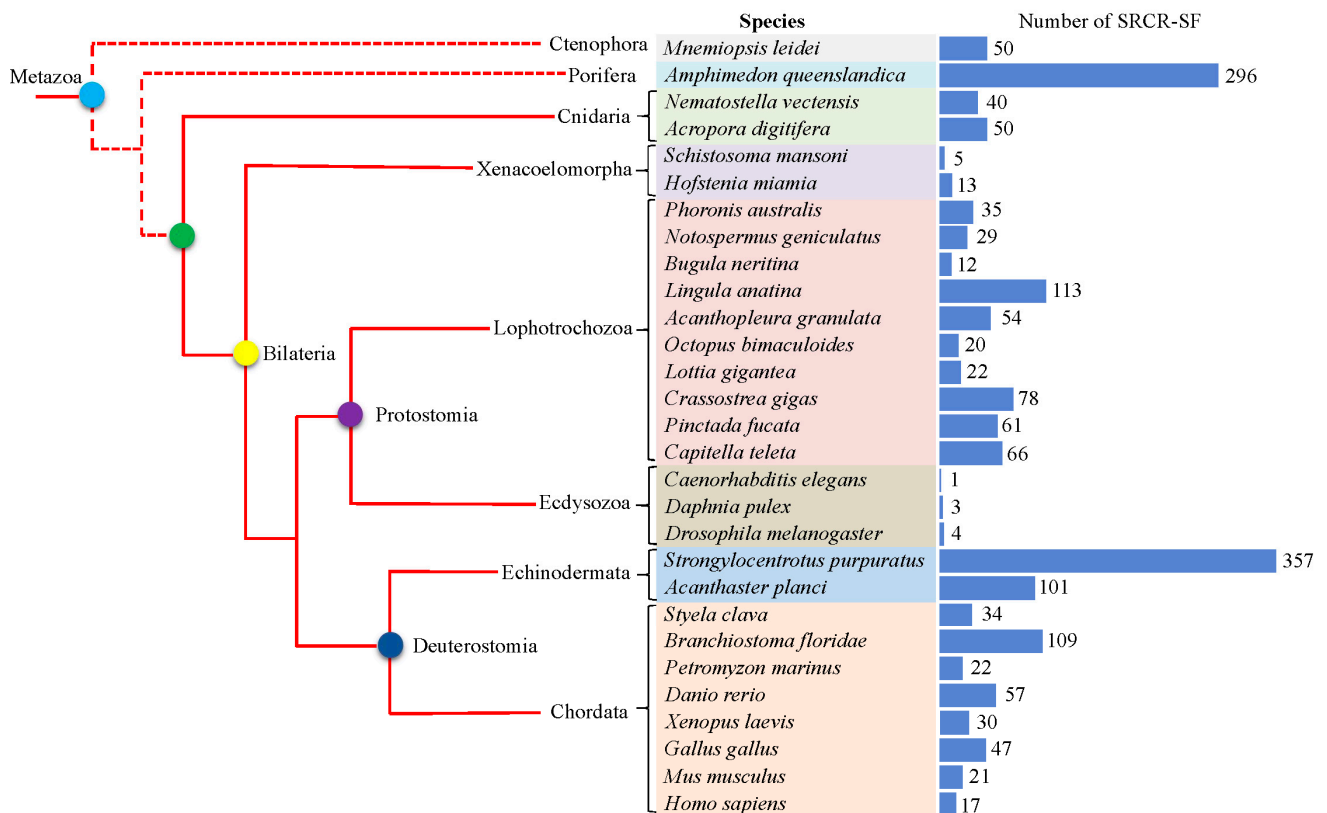 Species Number of SRCR-SF
Ctenophora Mnemiopsis leidei 50
Metazoa Porifera Amphimedon queenslandica 296
Nematostella vectensis 40
Cnidaria
Acropora digitifera 50
Schistosoma mansoni 5
Xenacoelomorpha
Hofstenia miamia 13
Phoronis australis 35
Notospermus geniculatus 29
Bugula neritina 12
Lingula anatina 113
Lophotrochozoa Acanthopleura granulata 54
Octopus bimaculoides 20
Bilateria
Lottia gigantea 22
Crassostrea gigas 78
Protostomia Pinctada fucata 61
Capitella teleta 66
Caenorhabditis elegans 1
Ecdysozoa Daphnia pulex 3
Drosophila melanogaster 4
Strongylocentrotus purpuratus 357
Echinodermata
Acanthaster planci 101
Styela clava 34
Deuterostomia Branchiostoma floridae 109
Petromyzon marinus 22
Danio rerio 57
Chordata
Xenopus laevis 30
Gallus gallus 47
Mus musculus 21
Homo sapiens 17